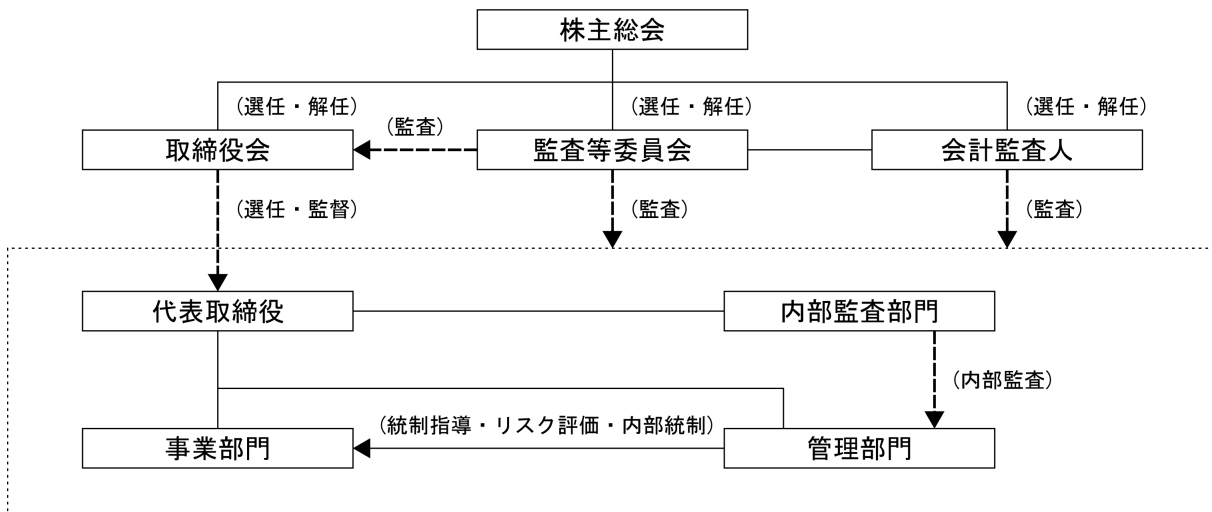 株主総会
(選任・解任)
(選任・解任)
(選任・解任)
(監査)
取締役会
監査等委員会
会計監査人
(選任・監督)
(監査)
(監査)
代表取締役
内部監査部門
(内部監査)
(統制指導・リスク評価・内部統制)
事業部門
管理部門